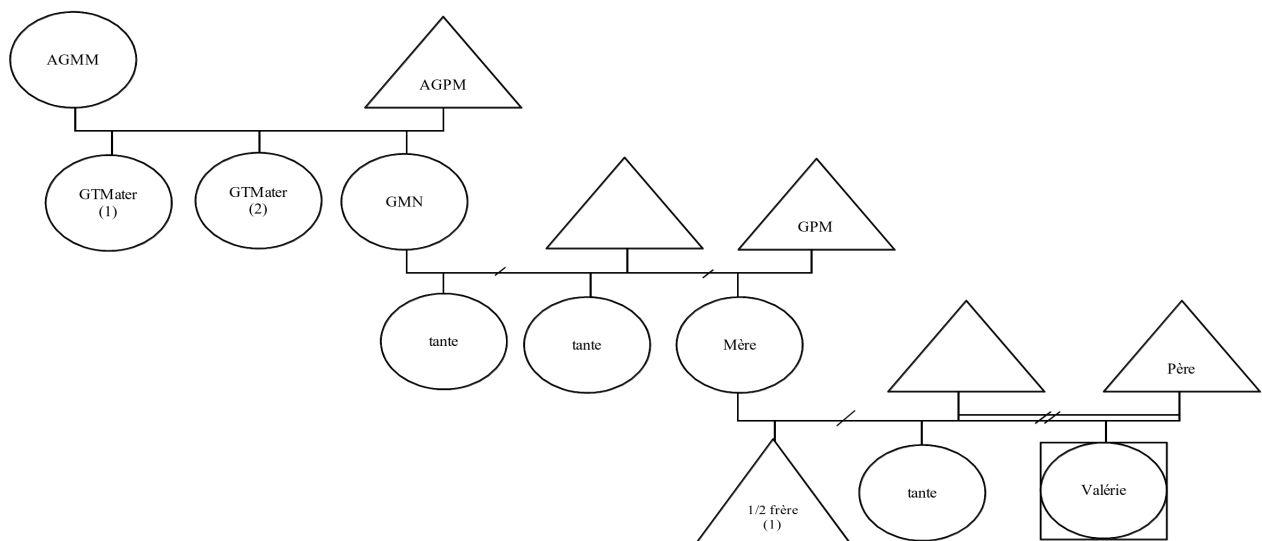 AGMM
AGPM
GTMater
(1)
GTMater
(2)
GMN
GPM
tante
tante
Mère
Père
1/2 frère
(1)
tante
Valérie